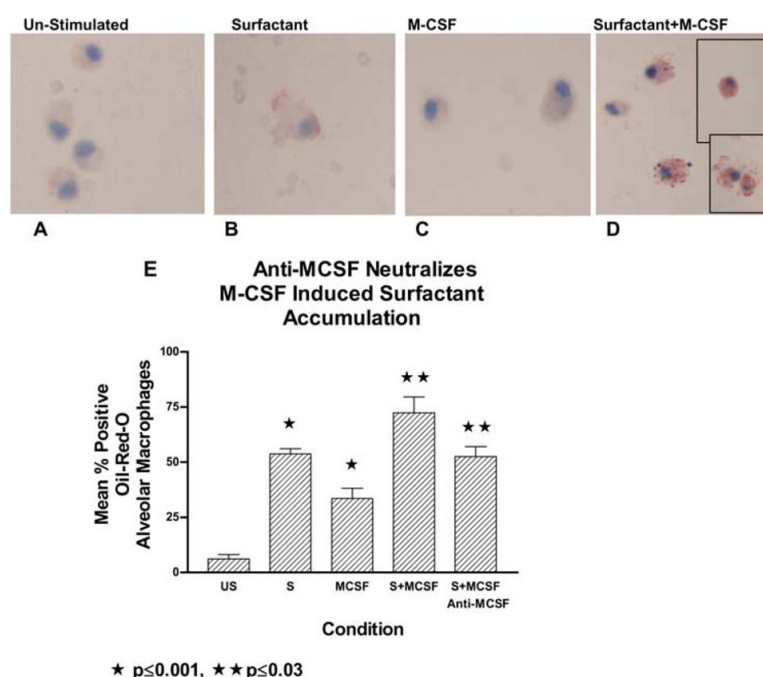 Un-Stimulated
Surfactant
M-CSF
Surfactant+M-CSF
A
B
C
D
E
Anti-MCSF Neutralizes
M-CSF Induced Surfactant
Accumulation
Mean % Positive
Oil-Red-O
Alveolar Macrophages
100
75
50
25
0
US
S
MCSF
S+MCSF
S+MCSF
Anti-MCSF
Condition
★ p≤0.001, ★★p≤0.03